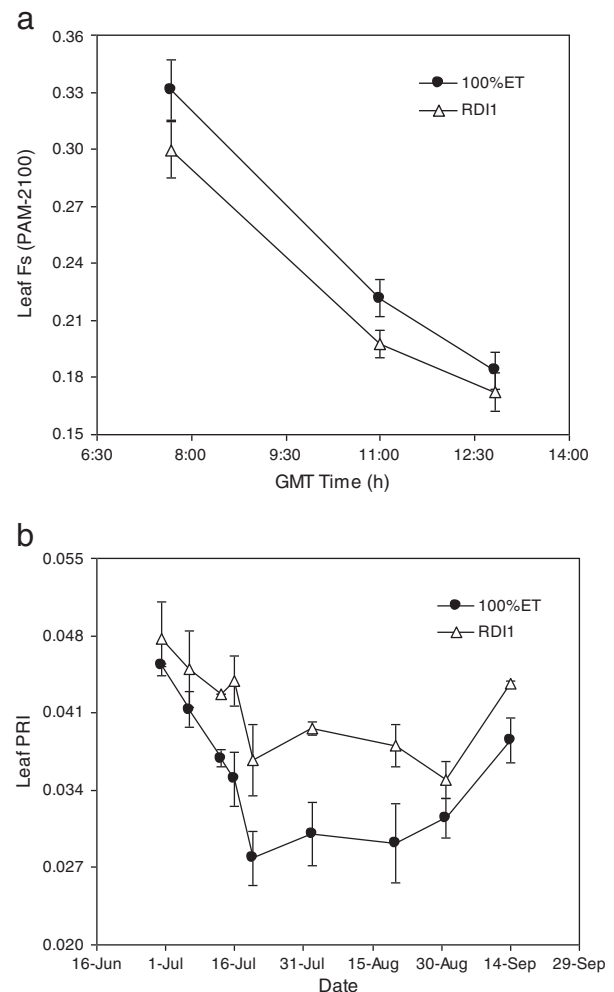 a
0.36
0.33
0.30
0.27
0.24
0.21
0.18
0.15
Leaf Fs (PAM-2100)
100%ET
RDI1
6:30 8:00 9:30 11:00 12:30 14:00
GMT Time (h)
b
0.055
0.048
0.041
0.034
0.027
0.020
Leaf PRI
100%ET
RDI1
16-Jun 1-Jul 16-Jul 31-Jul 15-Aug 30-Aug 14-Sep 29-Sep
Date